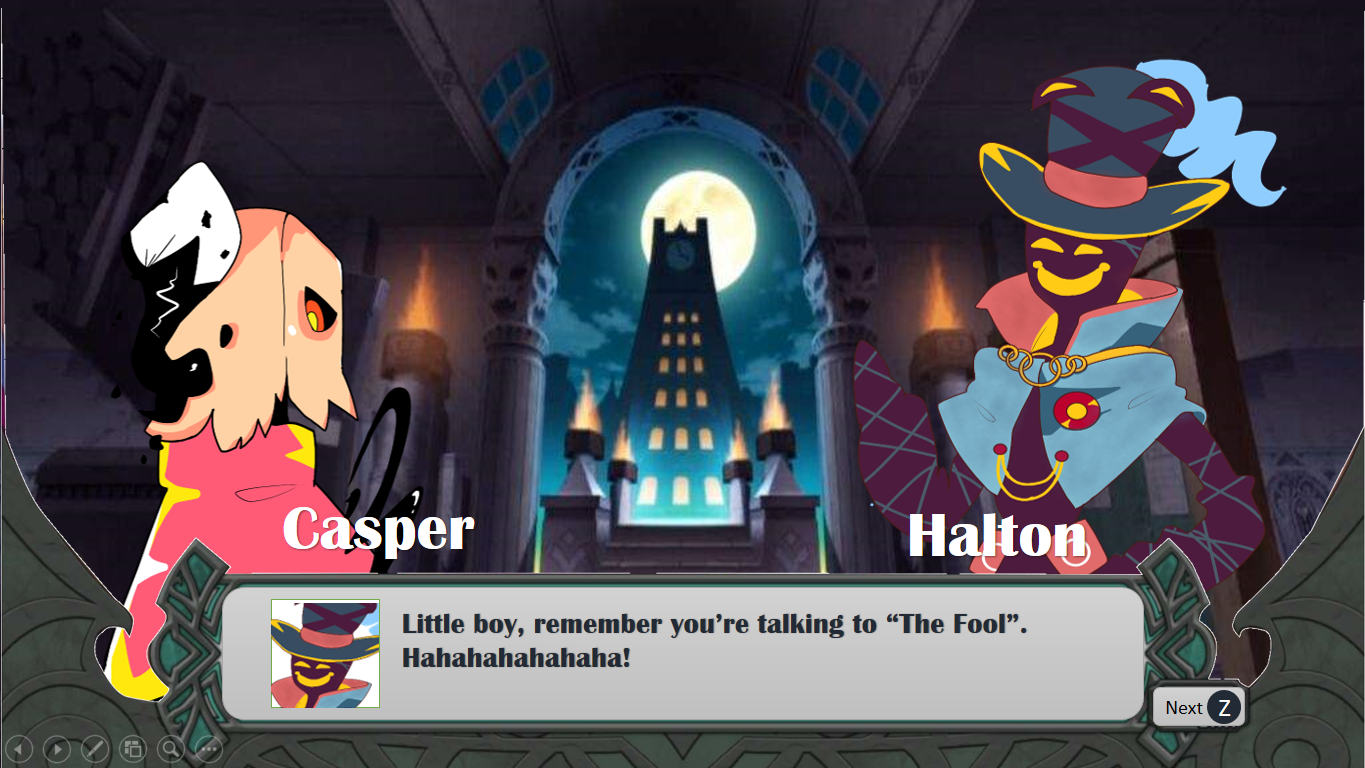 Casper
Halton
Little boy, remember you’re talking to “The Fool”.
Hahahahahahaha!
Next Z